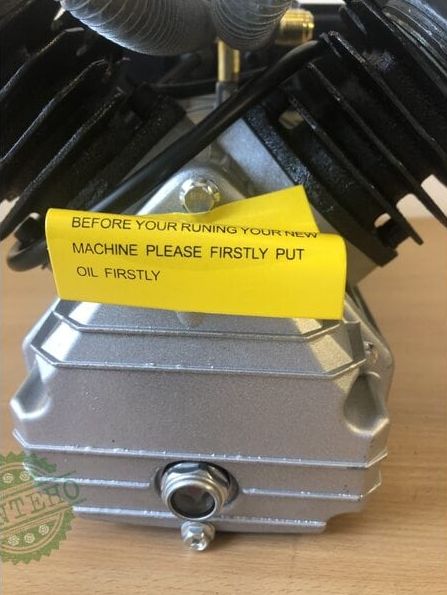 BEFORE YOUR RUNING YOUR NEW
MACHINE PLEASE FIRSTLY PUT
OIL FIRSTLY